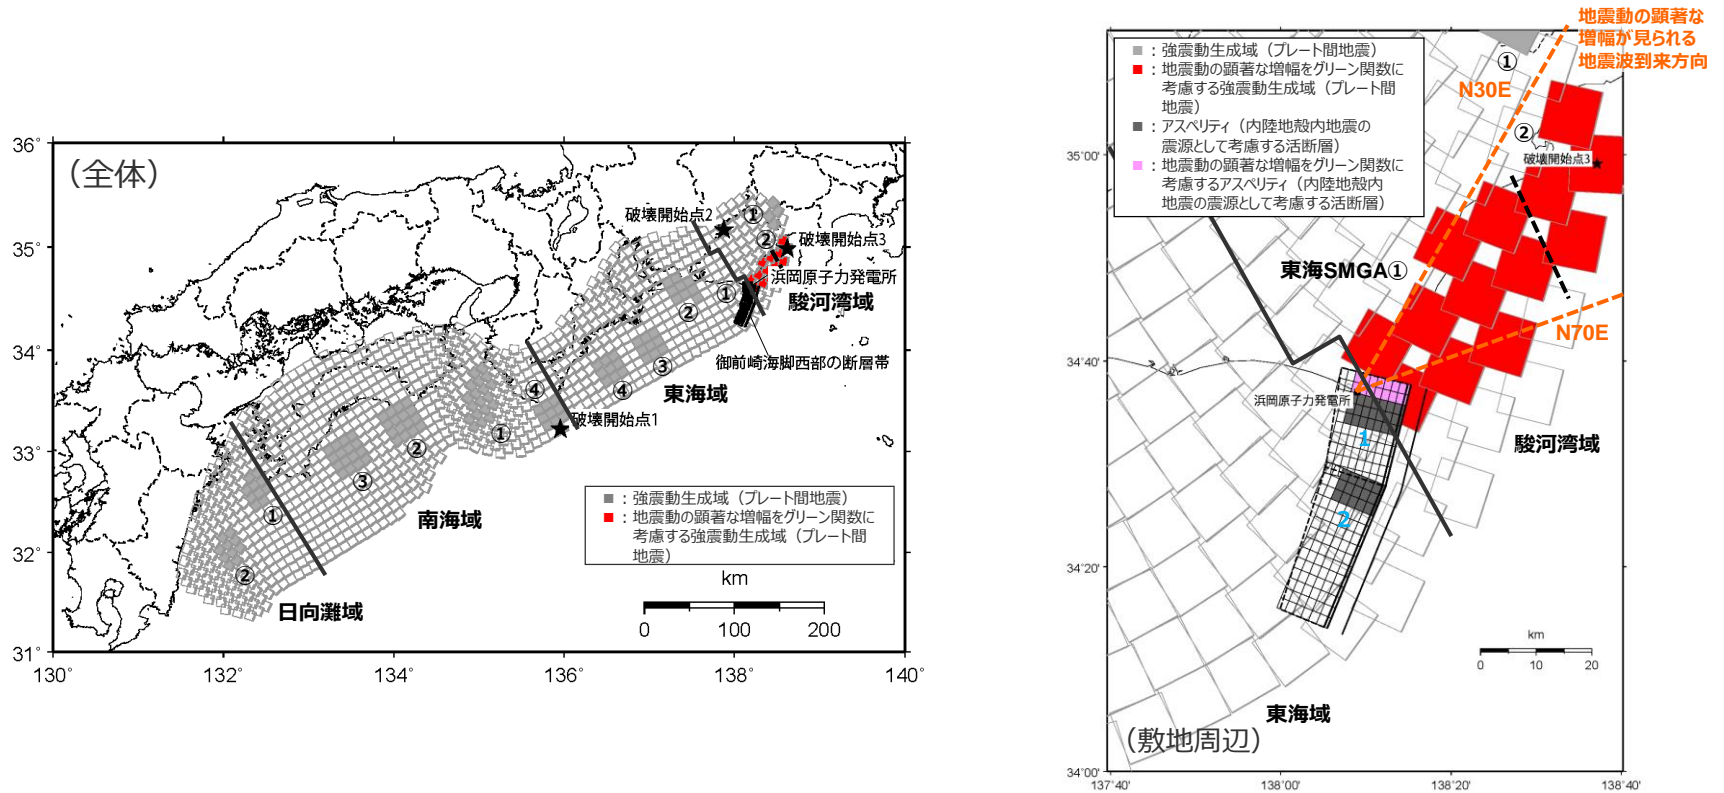 （全体）
36°
35°
34°
33°
32°
31°
130
132
134
136
138
140
破壊開始点2
①
②
破壊開始点3
浜岡原子力発電所
駿河湾域
①
②
御前崎海脚西部の断層帯
③
④
東海域
④
破壊開始点1
①
②
③
南海域
①
②
日向灘域
■：強震動生成域（プレート間地震）
■：地震動の顕著な増幅をグリーン関数に
考慮する強震動生成域（プレート間
地震）
km
0 100 200
地震動の顕著な
増幅が見られる
地震波到来方向
■：強震動生成域（プレート間地震）
■：地震動の顕著な増幅をグリーン関数に
考慮する強震動生成域（プレート間
地震）
■：アスペリティ（内陸地殻内地震の
震源として考慮する活断層）
■：地震動の顕著な増幅をグリーン関数に
考慮するアスペリティ（内陸地殻内
地震の震源として考慮する活断層）
①
N30E
②
破壊開始点3
35°00'
東海SMGA①
N70E
34°40'
浜岡原子力発電所
1
駿河湾域
2
34°20'
km
0 10 20
東海域
（敷地周辺）
34°00'
137°40' 138°00' 138°20' 138°40'